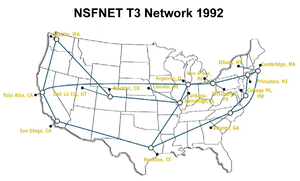 NSFNET T3 Network 1992
Seattle, WA
Ithaca, NY
Cambridge, MA
Ann Arbor, MI
Argonne, IL
Princeton, NJ
Palo Alto, CA
Salt Lk City, UT
Boulder, CO
Lincoln, NE
Pittsburgh, PA
College Pk, MD
Urbana-
Champaign, IL
San Diego, CA
Atlanta, GA
Houston, TX